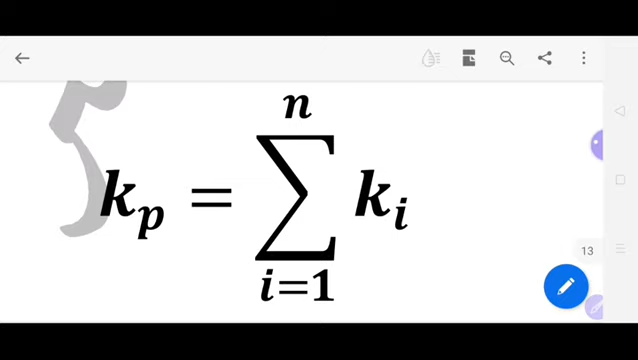 n
k_p = ∑ k_i
i=1
13